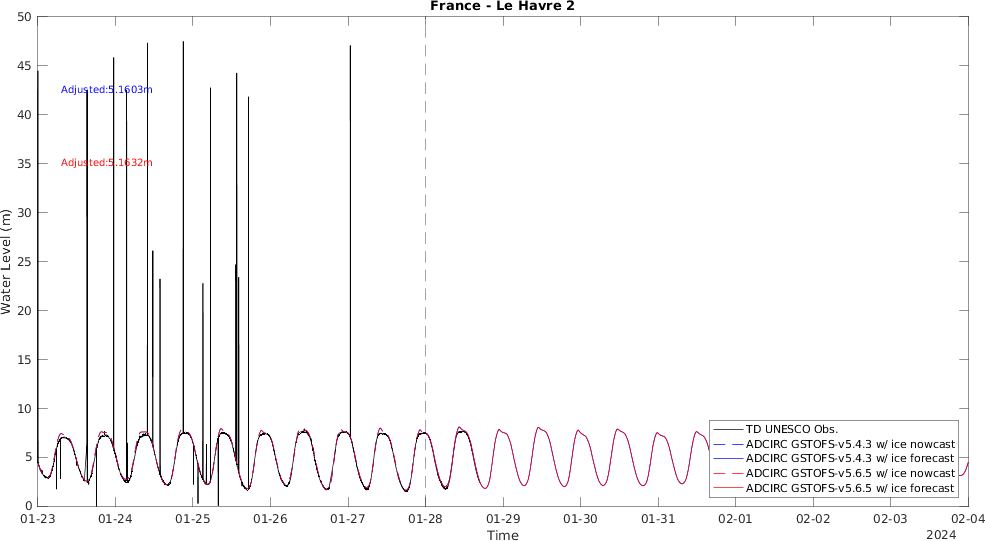 France - Le Havre 2
Water Level (m)
50
45
40
35
30
25
20
15
10
5
0
Adjusted:5.1603m
Adjusted:5.1632m
TD UNESCO Obs.
ADCIRC GSTOFS-v5.4.3 w/ ice nowcast
ADCIRC GSTOFS-v5.4.3 w/ ice forecast
ADCIRC GSTOFS-v5.6.5 w/ ice nowcast
ADCIRC GSTOFS-v5.6.5 w/ ice forecast
01-23 01-24 01-25 01-26 01-27 01-28 01-29 01-30 01-31 02-01 02-02 02-03 02-04
Time
2024